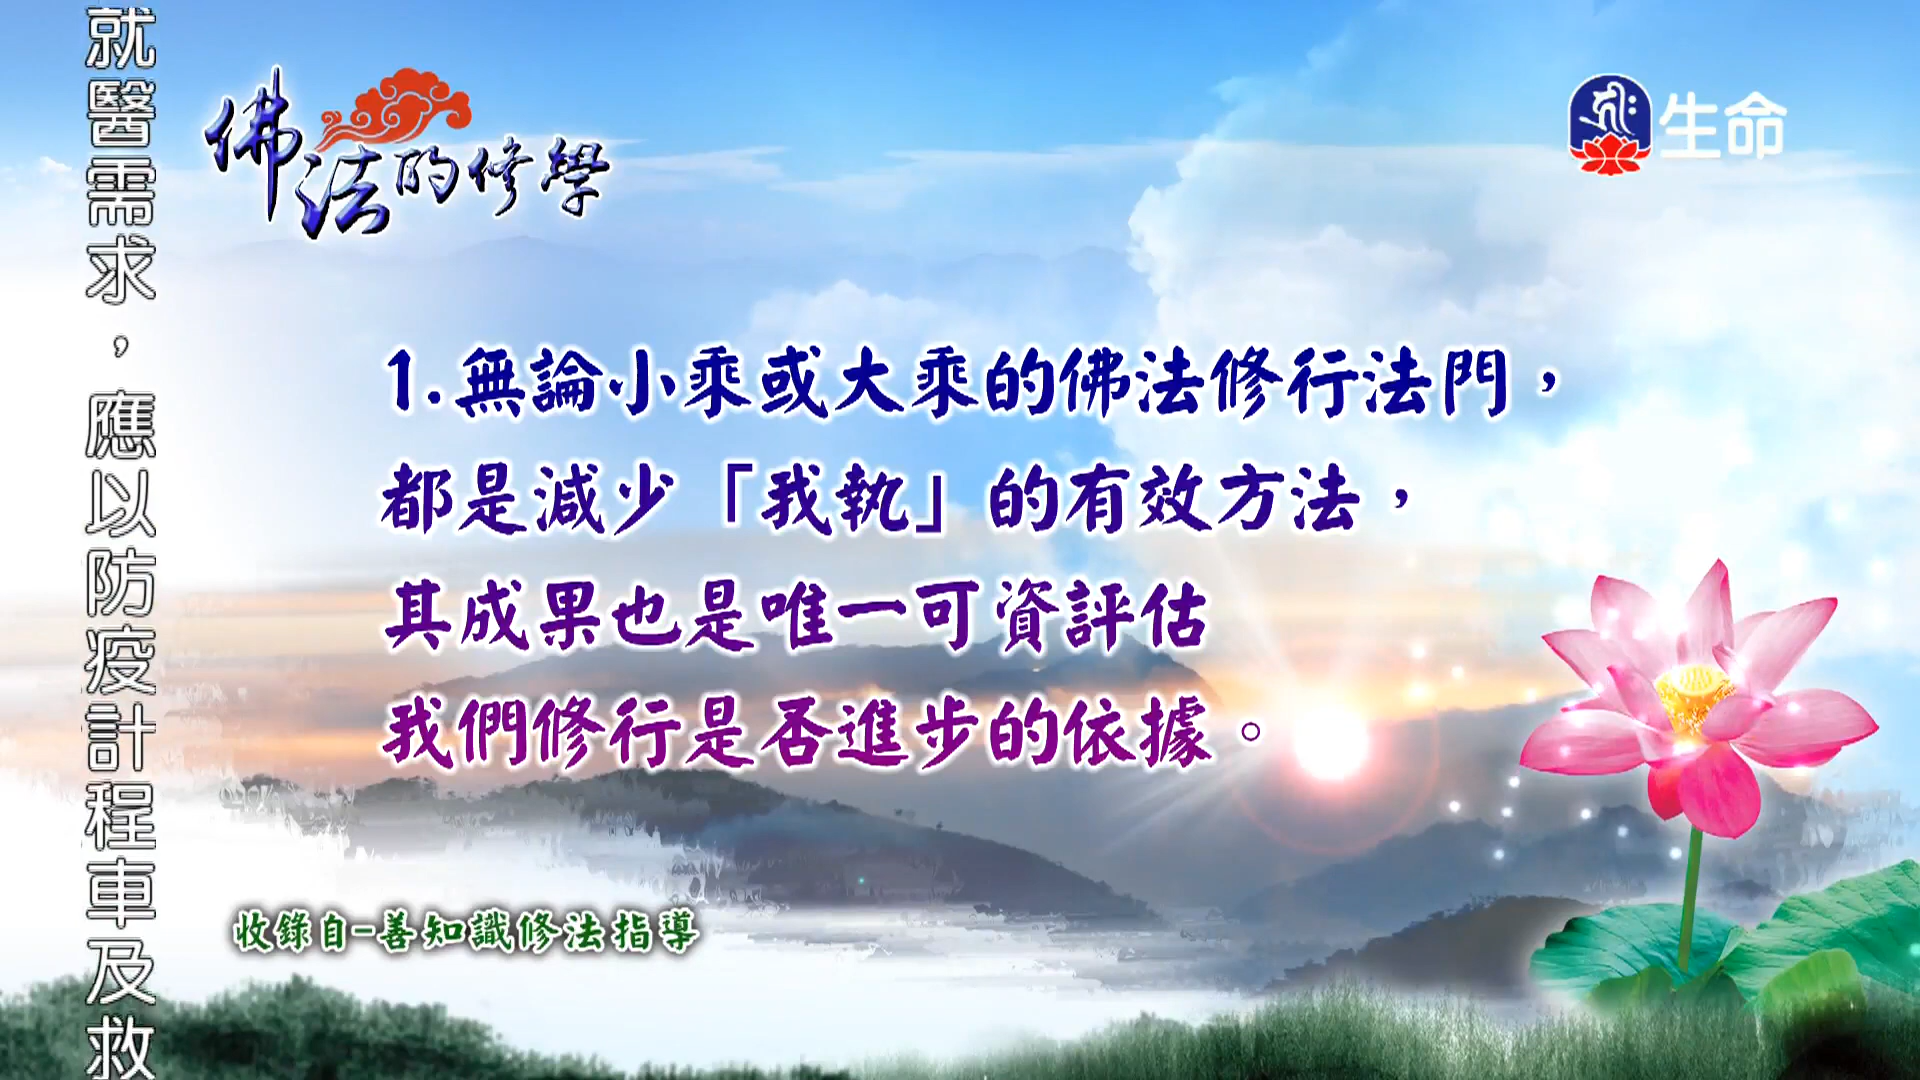 佛法的修學
生命
1.無論小乘或大乘的佛法修行法門，
都是減少「我執」的有效方法，
其成果也是唯一可資評估
我們修行是否進步的依據。
收錄自-善知識修法指導
就醫需求，應以防疫計程車及救